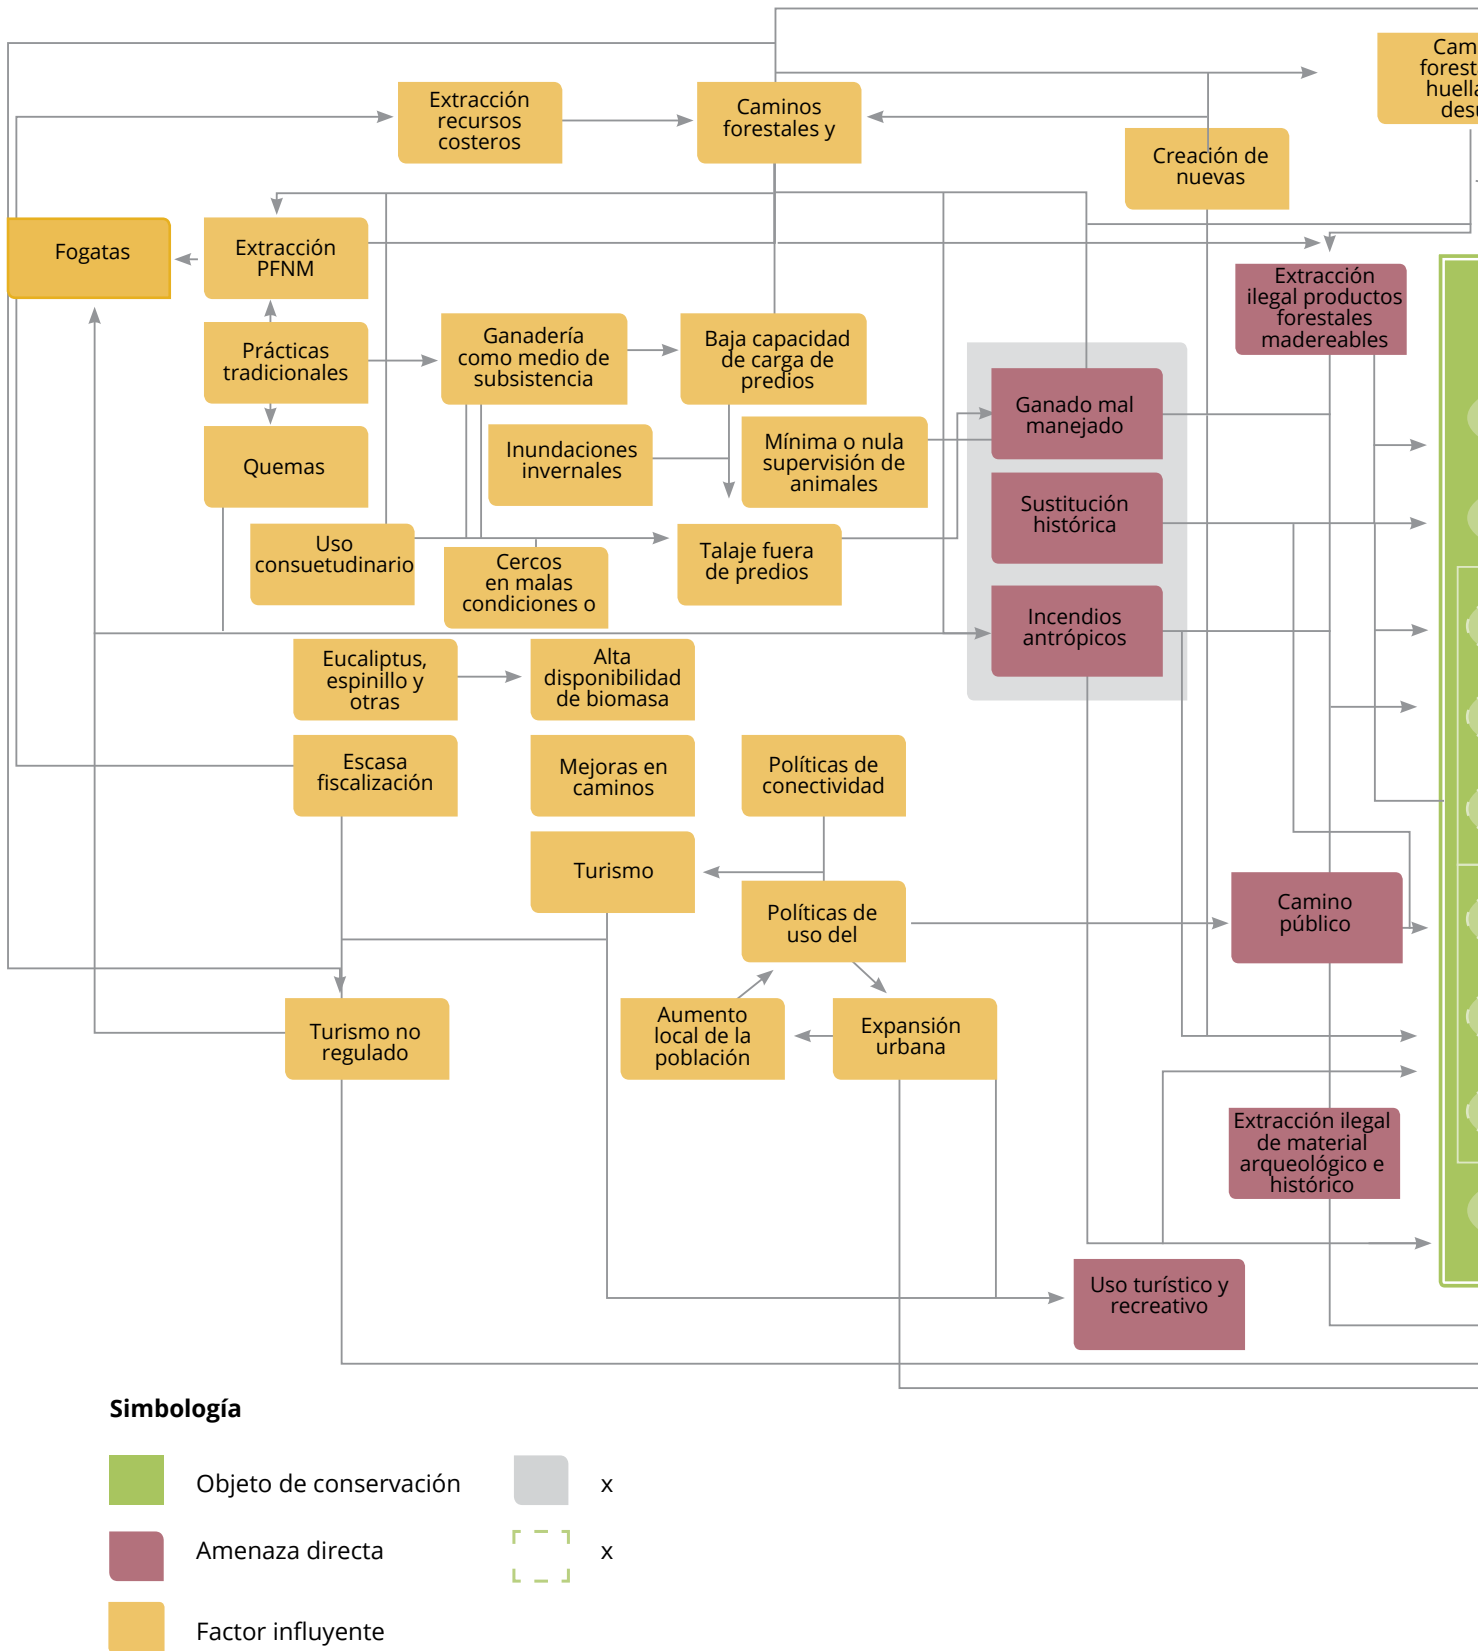 Extracción
recursos
costeros
Caminos
forestales y
Creación de
nuevas
Fogatas
Extracción
PFNM
Extracción
ilegal productos
forestales
madereables
Prácticas
tradicionales
Ganadería
como medio de
subsistencia
Baja capacidad
de carga de
predios
Ganado mal
manejado
Quemas
Inundaciones
invernales
Mínima o nula
supervisión de
animales
Sustitución
histórica
Uso
consuetudinario
Cercos
en malas
condiciones o
Talaje fuera
de predios
Incendios
antrópicos
Eucaliptus,
espinillo y
otras
Alta
disponibilidad
de biomasa
Escasa
fiscalización
Mejoras en
caminos
Políticas de
conectividad
Turismo
Políticas de
uso del
Camino
público
Turismo no
regulado
Aumento
local de la
población
Expansión
urbana
Extracción ilegal
de material
arqueológico e
histórico
Uso turístico y
recreativo
Simbología
Objeto de conservación
x
Amenaza directa
x
Factor influyente